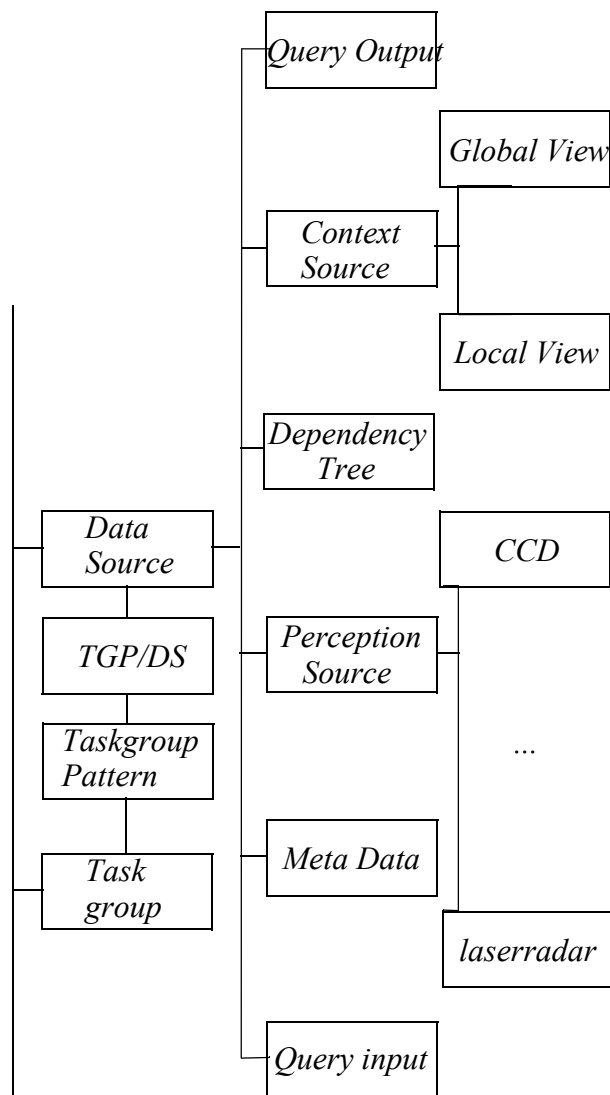 Query Output
Global View
Context
Source
Local View
Dependency
Tree
Data
Source
CCD
TGP/DS
Perception
Source
Taskgroup
Pattern
...
Meta Data
Task
group
laserradar
Query input